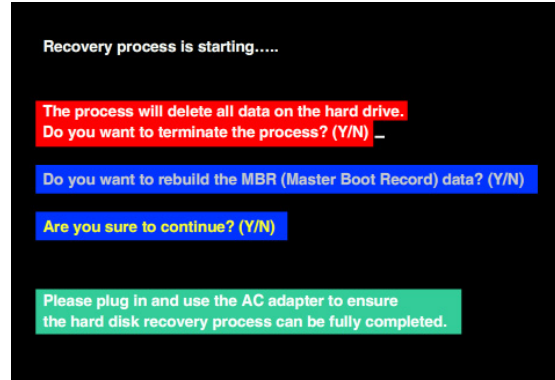 Recovery process is starting.....
The process will delete all data on the hard drive.
Do you want to terminate the process? (Y/N) _
Do you want to rebuild the MBR (Master Boot Record) data? (Y/N)
Are you sure to continue? (Y/N)
Please plug in and use the AC adapter to ensure
the hard disk recovery process can be fully completed.